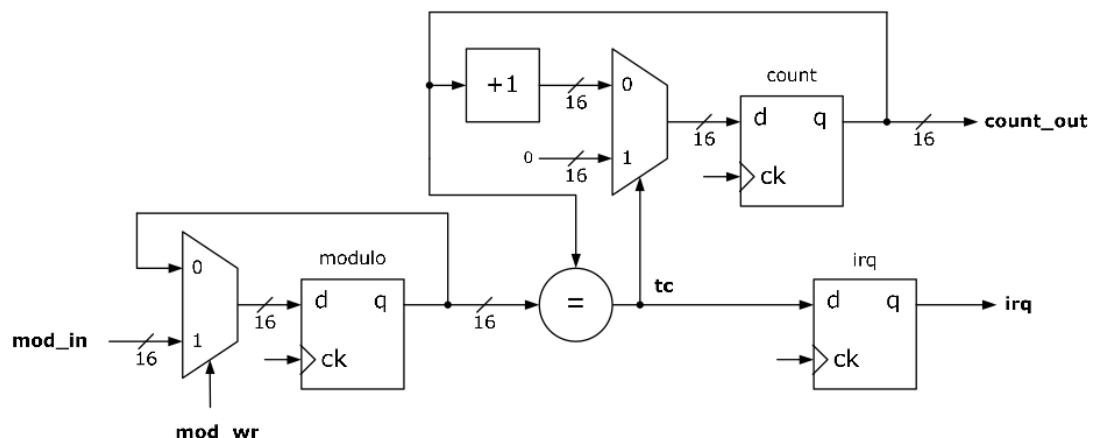 count
+1
16
0
16
d q
16
count_out
0
16
1
ck
modulo
irq
0
tc
16
d q
16
=
d q
irq
mod_in
16
1
ck
ck
mod_wr